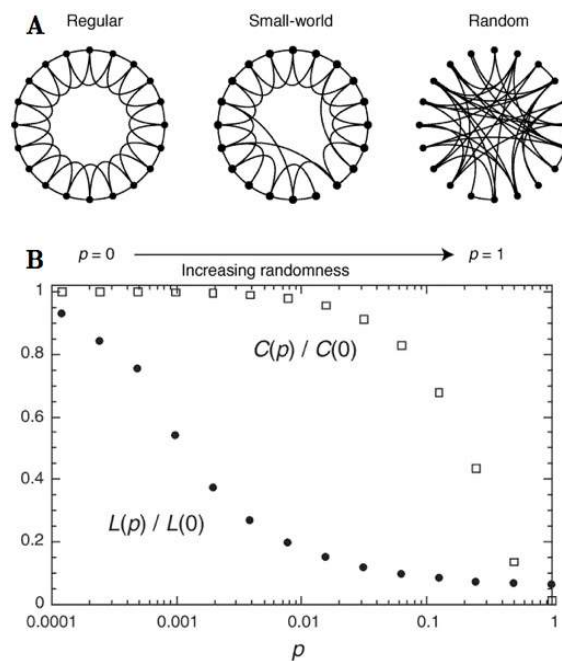 A
Regular
Small-world
Random
B
p = 0
p = 1
Increasing randomness
1
0.8
0.6
0.4
0.2
0
C(p) / C(0)
L(p) / L(0)
0.0001
0.001
0.01
0.1
1
p